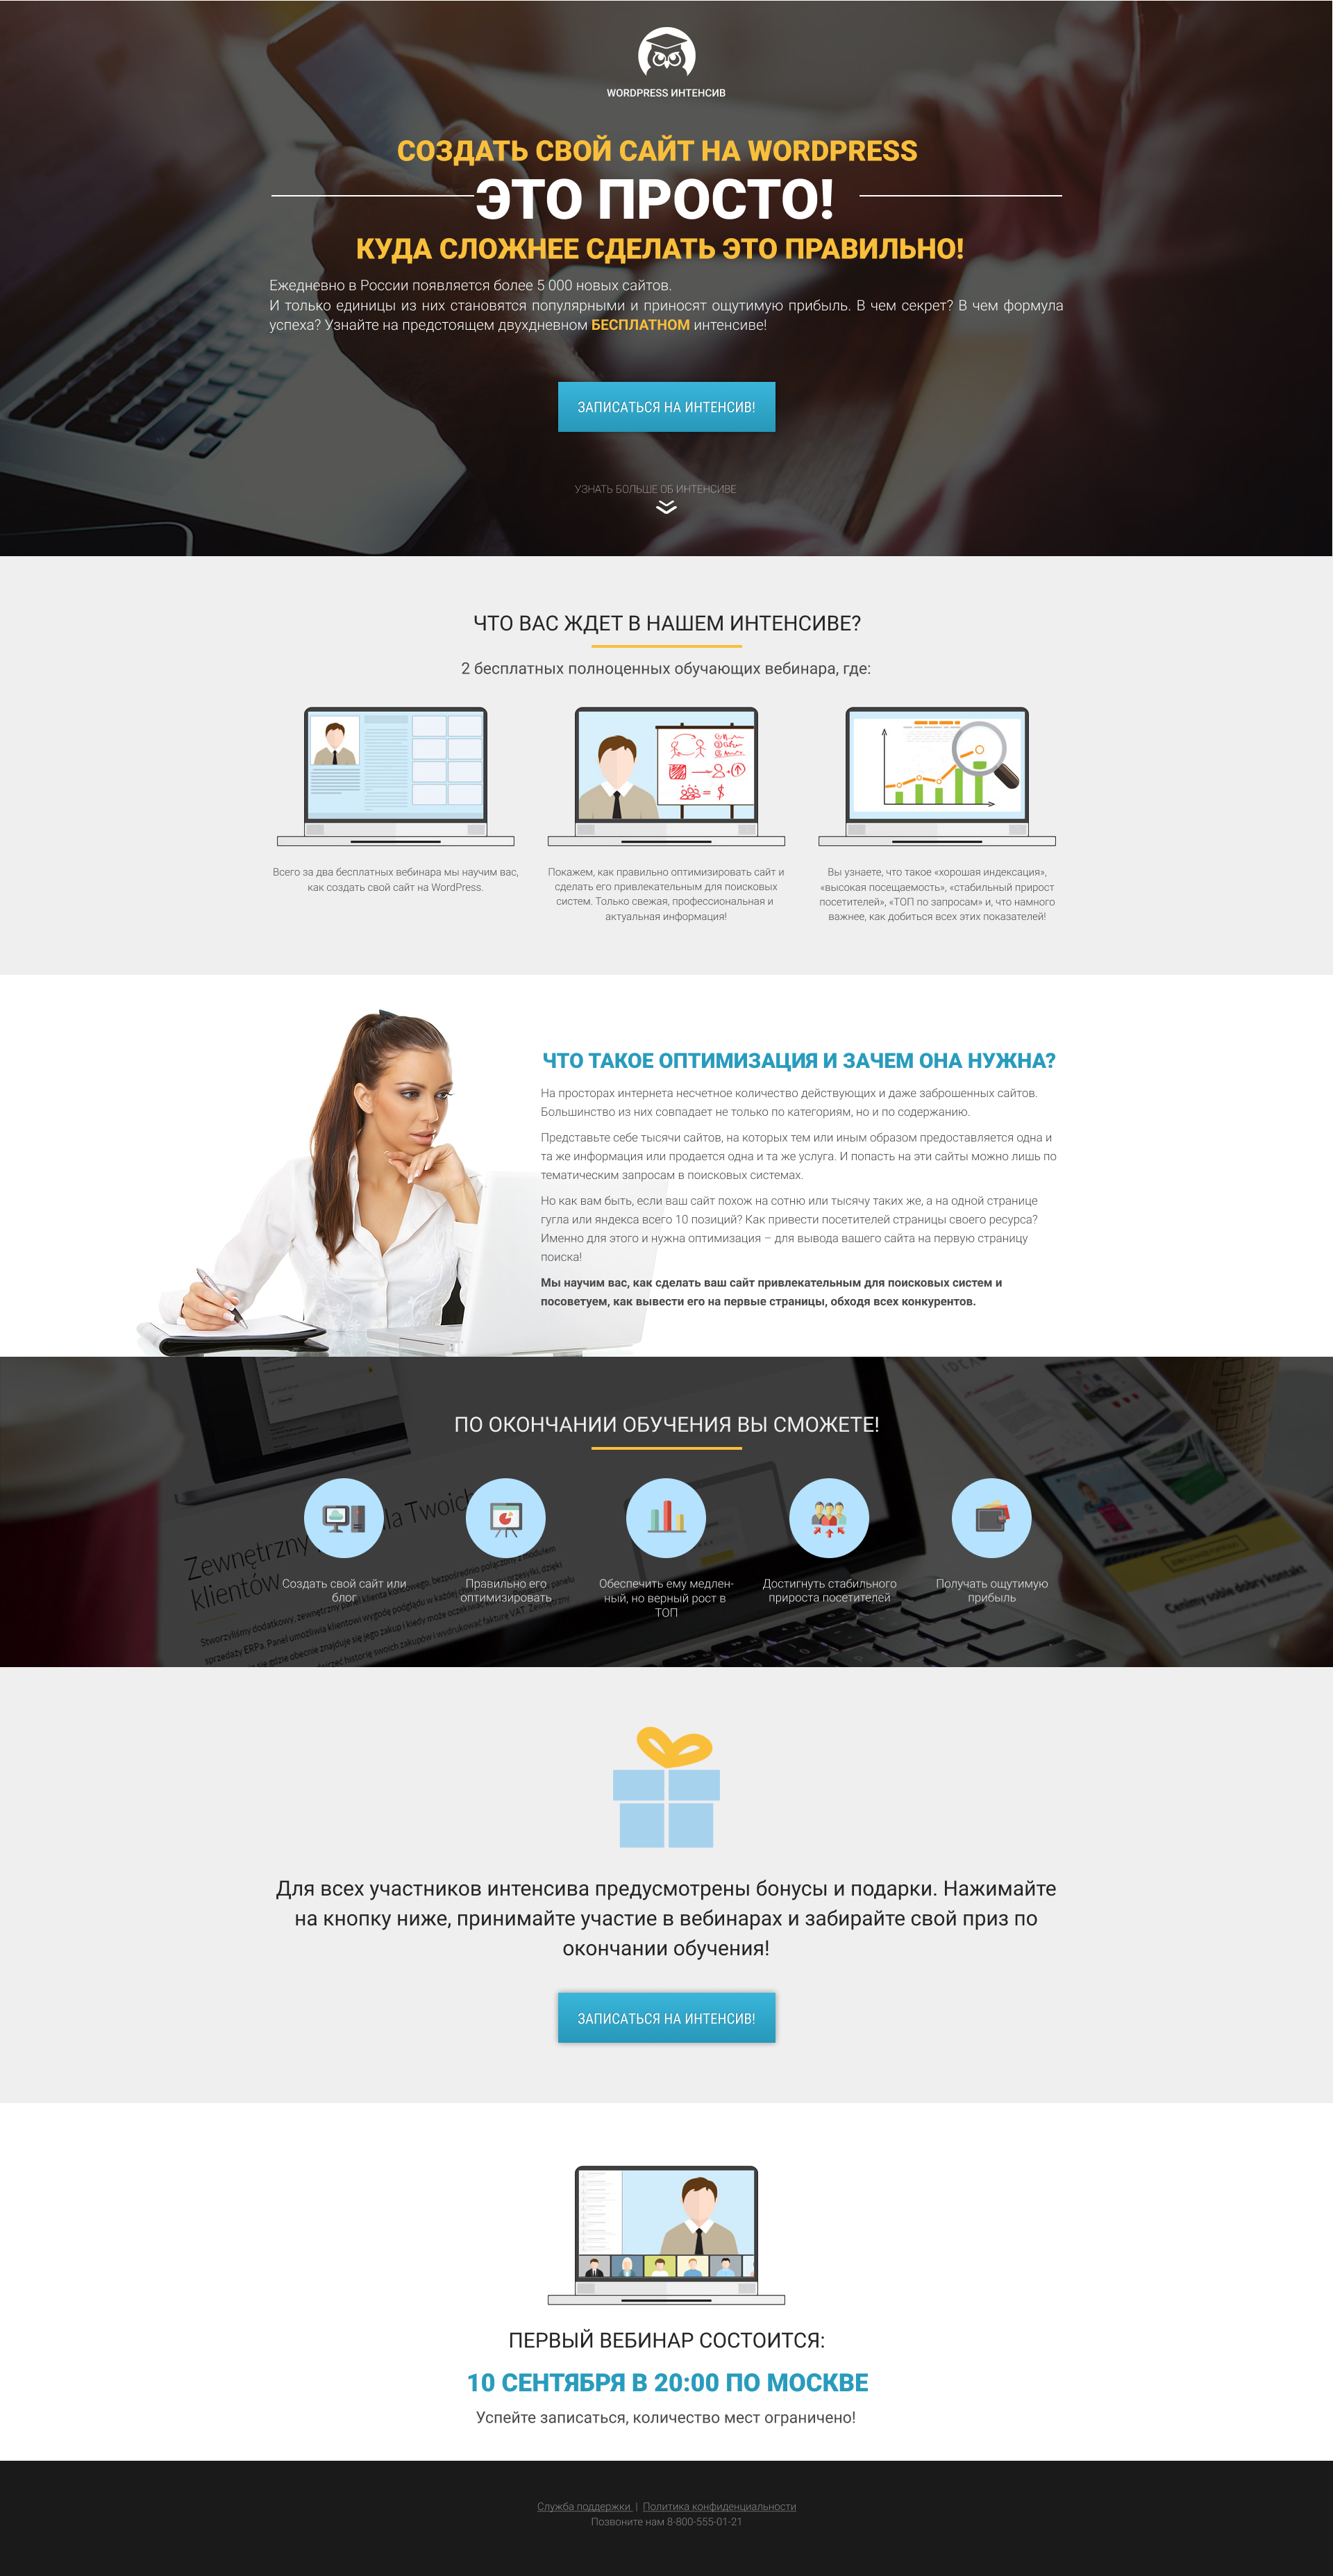 WORDPRESS ИНТЕНСИВ
СОЗДАТЬ СВОЙ САЙТ НА WORDPRESS
ЭТО ПРОСТО!
КУДА СЛОЖНЕЕ СДЕЛАТЬ ЭТО ПРАВИЛЬНО!
Ежедневно в России появляется более 5 000 новых сайтов.
И только единицы из них становятся популярными и приносят ощутимую прибыль. В чем секрет? В чем формула
успеха? Узнайте на предстоящем двухдневном БЕСПЛАТНОМ интенсиве!
ЗАПИСАТЬСЯ НА ИНТЕНСИВ!
УЗНАТЬ БОЛЬШЕ ОБ ИНТЕНСИВЕ
ЧТО ВАС ЖДЕТ В НАШЕМ ИНТЕНСИВЕ?
2 бесплатных полноценных обучающих вебинара, где:
Всего за два бесплатных вебинара мы научим вас,
как создать свой сайт на WordPress.
Покажем, как правильно оптимизировать сайт и
сделать его привлекательным для поисковых
систем. Только свежая, профессиональная и
актуальная информация!
Вы узнаете, что такое «хорошая индексация»,
«высокая посещаемость», «стабильный прирост
посетителей», «ТОП по запросам» и, что намного
важнее, как добиться всех этих показателей!
ЧТО ТАКОЕ ОПТИМИЗАЦИЯ И ЗАЧЕМ ОНА НУЖНА?
На просторах интернета несчетное количество действующих и даже заброшенных сайтов.
Большинство из них совпадает не только по категориям, но и по содержанию.
Представьте себе тысячи сайтов, на которых тем или иным образом предоставляется одна и
та же информация или продается одна и та же услуга. И попасть на эти сайты можно лишь по
тематическим запросам в поисковых системах.
Но как вам быть, если ваш сайт похож на сотню или тысячу таких же, а на одной странице
гугла или яндекса всего 10 позиций? Как привести посетителей страницы своего ресурса?
Именно для этого и нужна оптимизация – для вывода вашего сайта на первую страницу
поиска!
Мы научим вас, как сделать ваш сайт привлекательным для поисковых систем и
посоветуем, как вывести его на первые страницы, обходя всех конкурентов.
ПО ОКОНЧАНИИ ОБУЧЕНИЯ ВЫ СМОЖЕТЕ!
Zewnętrzny
la Twoich
klientów
Создать свой сайт или
блог
Правильно его
оптимизировать
Обеспечить ему медлен-
ный, но верный рост в
ТОП
Достигнуть стабильного
прироста посетителей
Получать ощутимую
прибыль
Для всех участников интенсива предусмотрены бонусы и подарки. Нажимайте
на кнопку ниже, принимайте участие в вебинарах и забирайте свой приз по
окончании обучения!
ЗАПИСАТЬСЯ НА ИНТЕНСИВ!
ПЕРВЫЙ ВЕБИНАР СОСТОИТСЯ:
10 СЕНТЯБРЯ В 20:00 ПО МОСКВЕ
Успейте записаться, количество мест ограничено!
Служба поддержки | Политика конфиденциальности
Позвоните нам 8-800-555-01-21